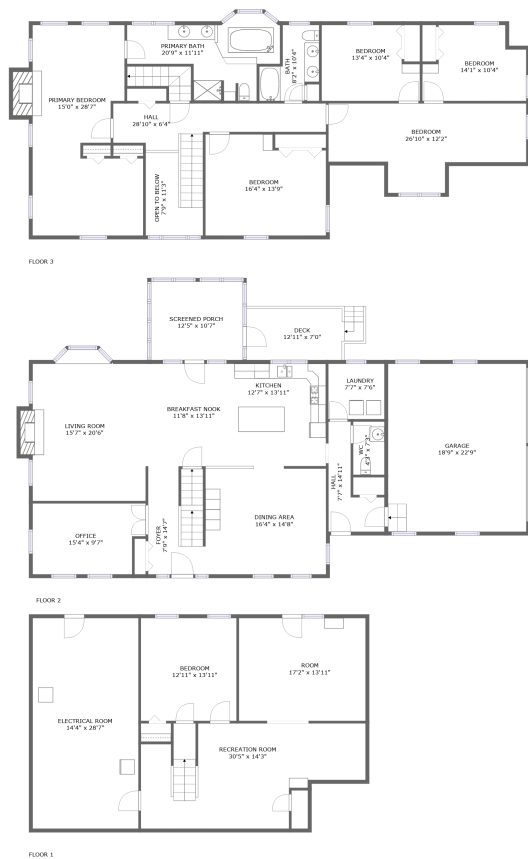 PRIMARY BATH
20'9" x 11'11"
BATH
8'2" x 10'4"
BEDROOM
13'4" x 10'4"
BEDROOM
14'1" x 10'4"
PRIMARY BEDROOM
15'0" x 28'7"
HALL
28'10" x 6'4"
BEDROOM
26'10" x 12'2"
OPEN TO BELOW
7'9" x 11'3"
BEDROOM
16'4" x 13'9"
FLOOR 3
SCREENED PORCH
12'5" x 10'7"
DECK
12'11" x 7'0"
KITCHEN
12'7" x 13'11"
LAUNDRY
7'7" x 7'6"
BREAKFAST NOOK
11'8" x 13'11"
LIVING ROOM
15'7" x 20'6"
WC
4'3" x 7'3"
GARAGE
18'9" x 22'9"
HALL
7'7" x 14'11"
DINING AREA
16'4" x 14'8"
OFFICE
15'4" x 9'7"
FOYER
7'9" x 14'7"
FLOOR 2
BEDROOM
12'11" x 13'11"
ROOM
17'2" x 13'11"
ELECTRICAL ROOM
14'4" x 28'7"
RECREATION ROOM
30'5" x 14'3"
FLOOR 1